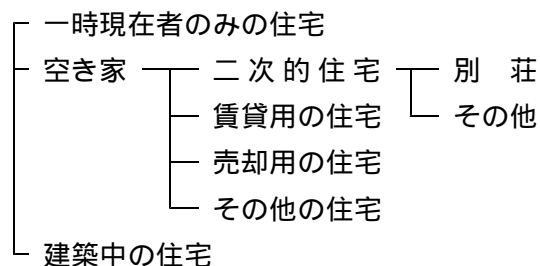 一時現在者のみの住宅
空き家 二次的住宅 別 荘
賃貸用の住宅 その他
売却用の住宅
その他の住宅
建築中の住宅